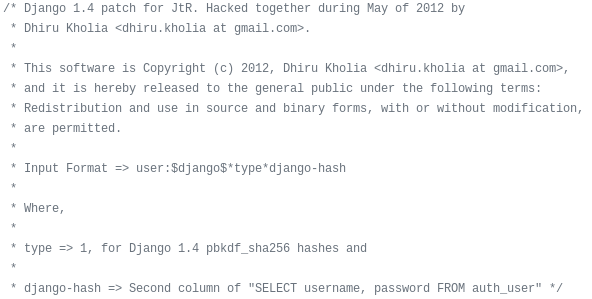 /* Django 1.4 patch for JtR. Hacked together during May of 2012 by
* Dhiru Kholia <dhiru.kholia at gmail.com>.
*
* This software is Copyright (c) 2012, Dhiru Kholia <dhiru.kholia at gmail.com>,
* and it is hereby released to the general public under the following terms:
* Redistribution and use in source and binary forms, with or without modification,
* are permitted.
*
* Input Format => user:$django$*type*django-hash
*
* Where,
*
* type => 1, for Django 1.4 pbkdf_sha256 hashes and
*
* django-hash => Second column of "SELECT username, password FROM auth_user" */